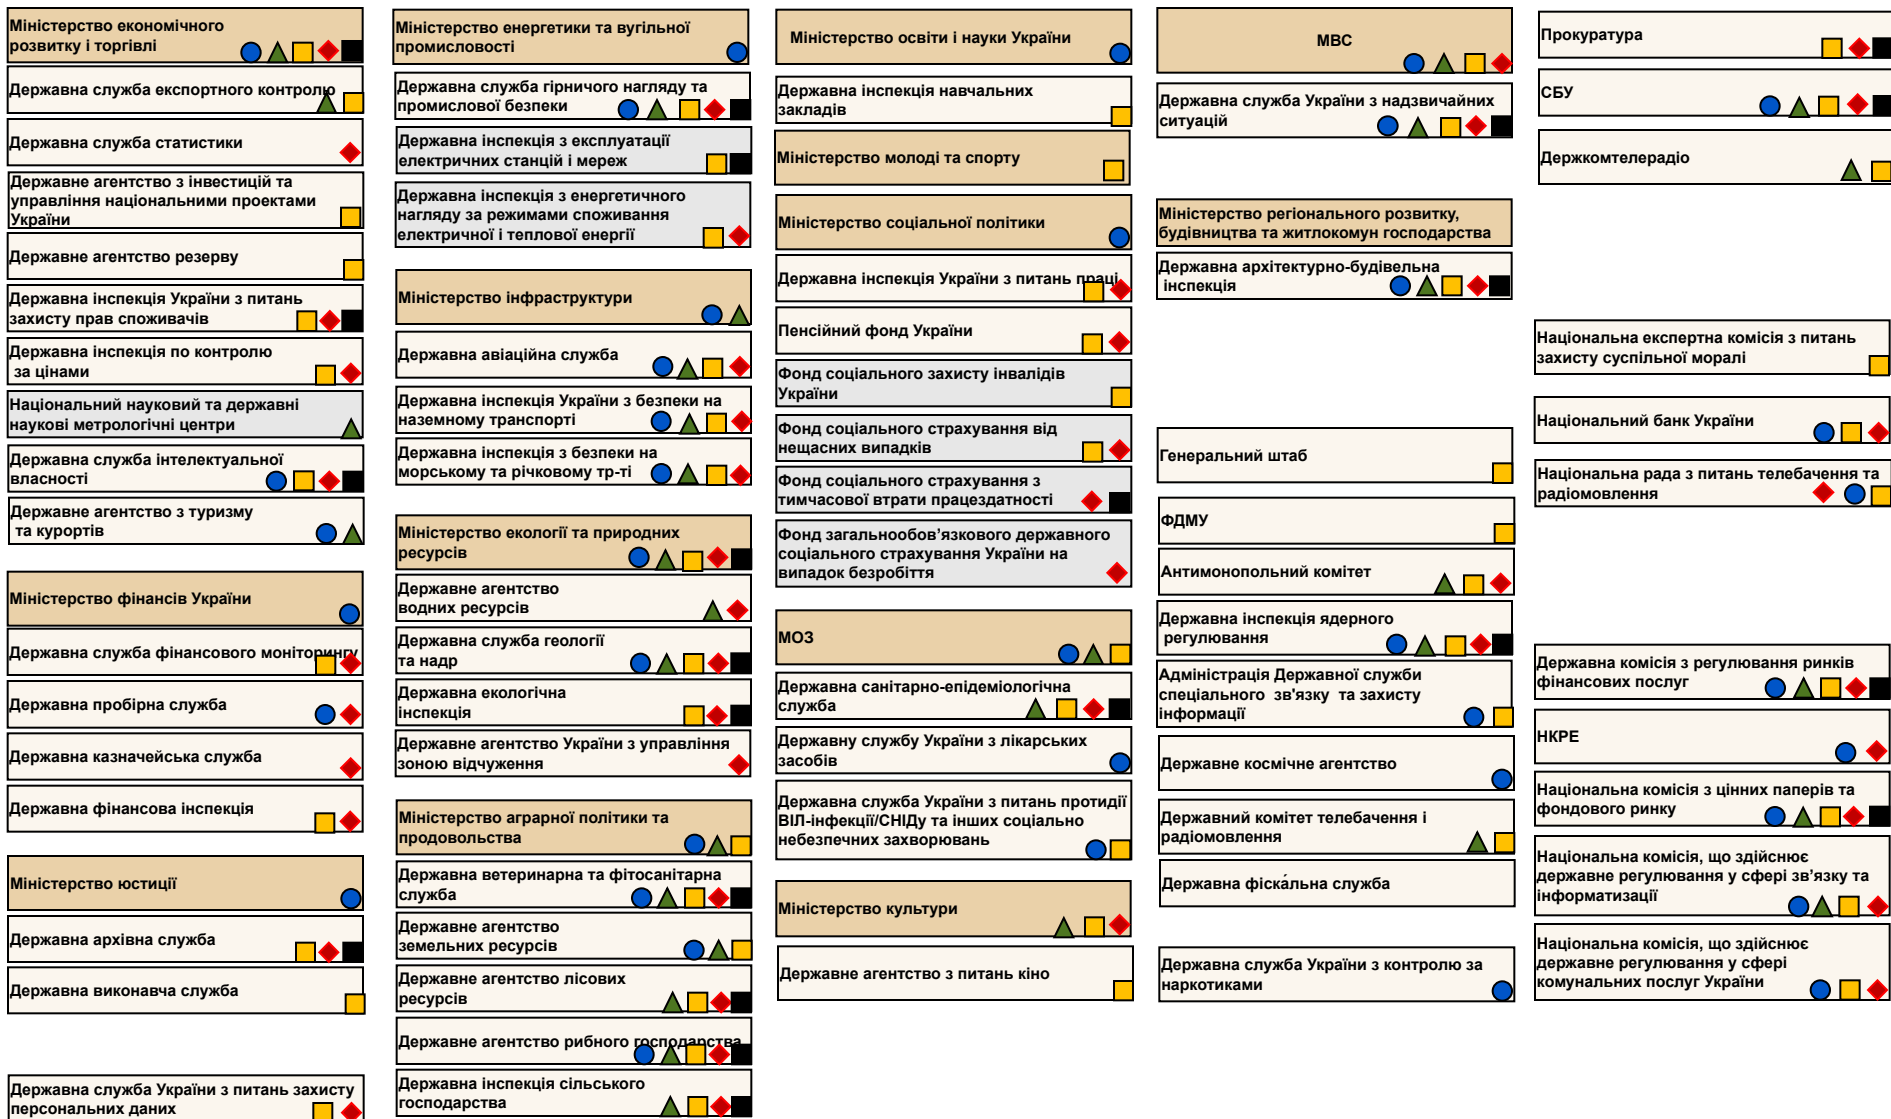 Міністерство економічного
розвитку і торгівлі
Державна служба експортного контролю
Державна служба статистики
Державне агентство з інвестицій та
управління національними проектами
України
Державне агентство резерву
Державна інспекція України з питань
захисту прав споживачів
Державна інспекція по контролю
за цінами
Національний науковий та державні
наукові метрологічні центри
Державна служба інтелектуальної
власності
Державне агентство з туризму
та курортів
Міністерство фінансів України
Державна служба фінансового моніторингу
Державна пробірна служба
Державна казначейська служба
Державна фінансова інспекція
Міністерство юстиції
Державна архівна служба
Державна виконавча служба
Державна служба України з питань захисту
персональних даних
Міністерство енергетики та вугільної
промисловості
Державна служба гірничого нагляду та
промислової безпеки
Державна інспекція з експлуатації
електричних станцій і мереж
Державна інспекція з енергетичного
нагляду за режимами споживання
електричної і теплової енергії
Міністерство інфраструктури
Державна авіаційна служба
Державна інспекція України з безпеки на
наземному транспорті
Державна інспекція з безпеки на
морському та річковому тр-ті
Міністерство екології та природних
ресурсів
Державне агентство
водних ресурсів
Державна служба геології
та надр
Державна екологічна
інспекція
Державне агентство України з управління
зоною відчуження
Міністерство аграрної політики та
продовольства
Державна ветеринарна та фітосанітарна
служба
Державне агентство
земельних ресурсів
Державне агентство лісових
ресурсів
Державне агентство рибного господарства
Державна інспекція сільського
господарства
Міністерство освіти і науки України
Державна інспекція навчальних
закладів
Міністерство молоді та спорту
Міністерство соціальної політики
Державна інспекція України з питань праці
Пенсійний фонд України
Фонд соціального захисту інвалідів
України
Фонд соціального страхування від
нещасних випадків
Фонд соціального страхування з
тимчасової втрати працездатності
Фонд загальнообов’язкового державного
соціального страхування України на
випадок безробіття
МОЗ
Державна санітарно-епідеміологічна
служба
Державну службу України з лікарських
засобів
Державна служба України з питань протидії
ВІЛ-інфекції/СНІДу та інших соціально
небезпечних захворювань
Міністерство культури
Державне агентство з питань кіно
МВС
Державна служба України з надзвичайних
ситуацій
Міністерство регіонального розвитку,
будівництва та житлокомун господарства
Державна архітектурно-будівельна
інспекція
Генеральний штаб
ФДМУ
Антимонопольний комітет
Державна інспекція ядерного
регулювання
Адміністрація Державної служби
спеціального зв'язку та захисту
інформації
Державне космічне агентство
Державний комітет телебачення і
радіомовлення
Державна фіска́льна служба
Державна служба України з контролю за
наркотиками
Прокуратура
СБУ
Держкомтелерадіо
Національна експертна комісія з питань
захисту суспільної моралі
Національний банк України
Національна рада з питань телебачення та
радіомовлення
Державна комісія з регулювання ринків
фінансових послуг
НКРЕ
Національна комісія з цінних паперів та
фондового ринку
Національна комісія, що здійснює
державне регулювання у сфері зв’язку та
інформатизації
Національна комісія, що здійснює
державне регулювання у сфері
комунальних послуг України